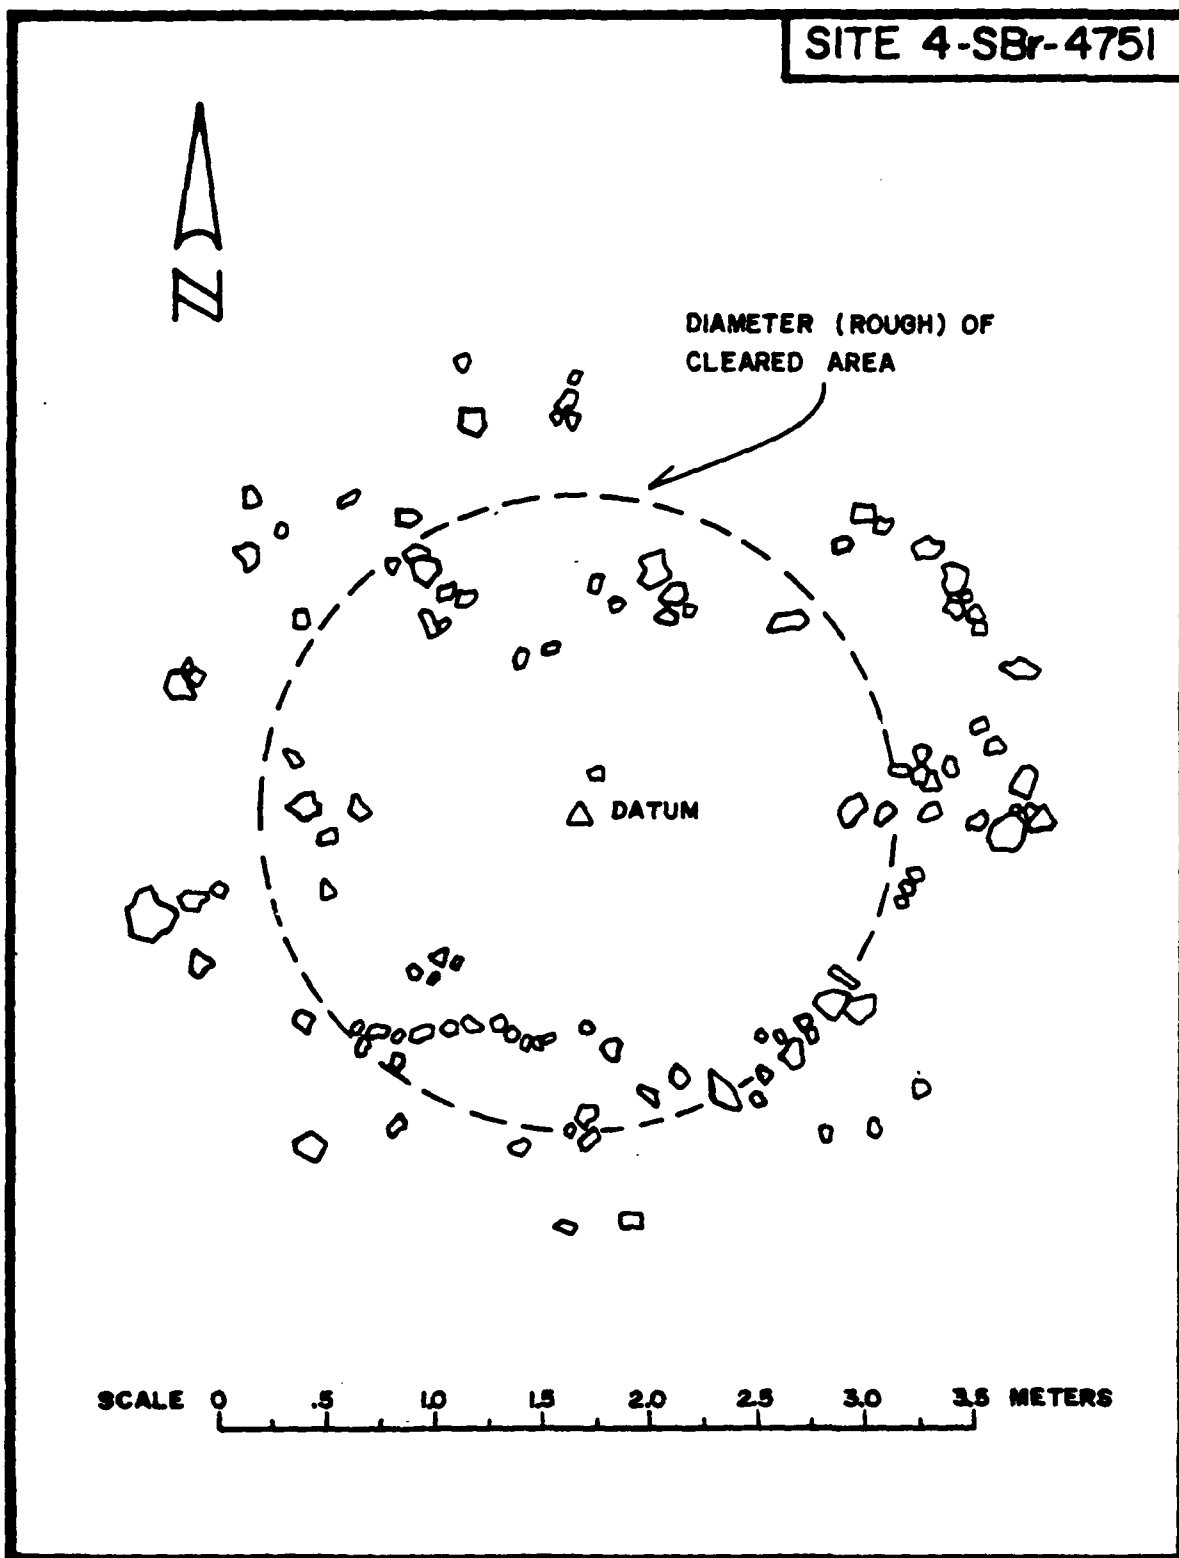 SITE 4-SBr-4751
N
DIAMETER (ROUGH) OF
CLEARED AREA
DATUM
SCALE 0 .5 1.0 1.5 2.0 2.5 3.0 3.5 METERS